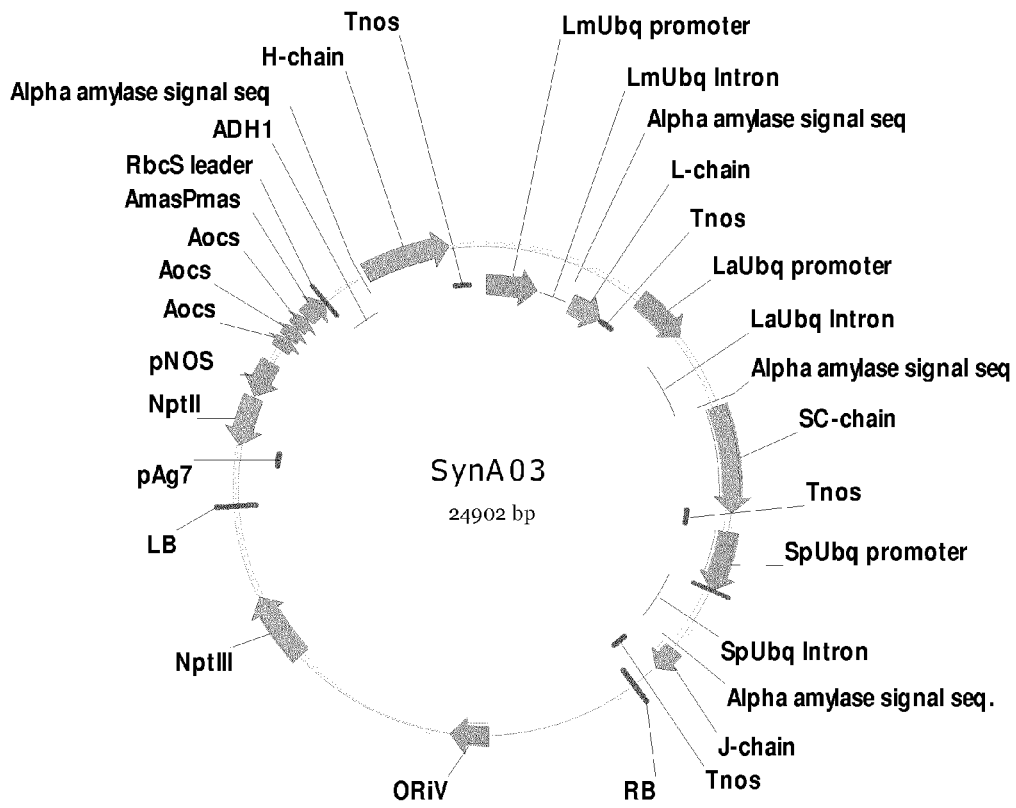 Tnos
LmUbq promoter
H-chain
LmUbq Intron
Alpha amylase signal seq
Alpha amylase signal seq
ADH1
L-chain
RbcS leader
AmasPmas
Tnos
Aocs
LaUbq promoter
Aocs
Aocs
LaUbq Intron
pNOS
Alpha amylase signal seq
NptII
SC-chain
pAg7
SynA03
24902 bp
Tnos
LB
SpUbq promoter
NptIII
SpUbq Intron
Alpha amylase signal seq.
J-chain
Tnos
ORiV
RB